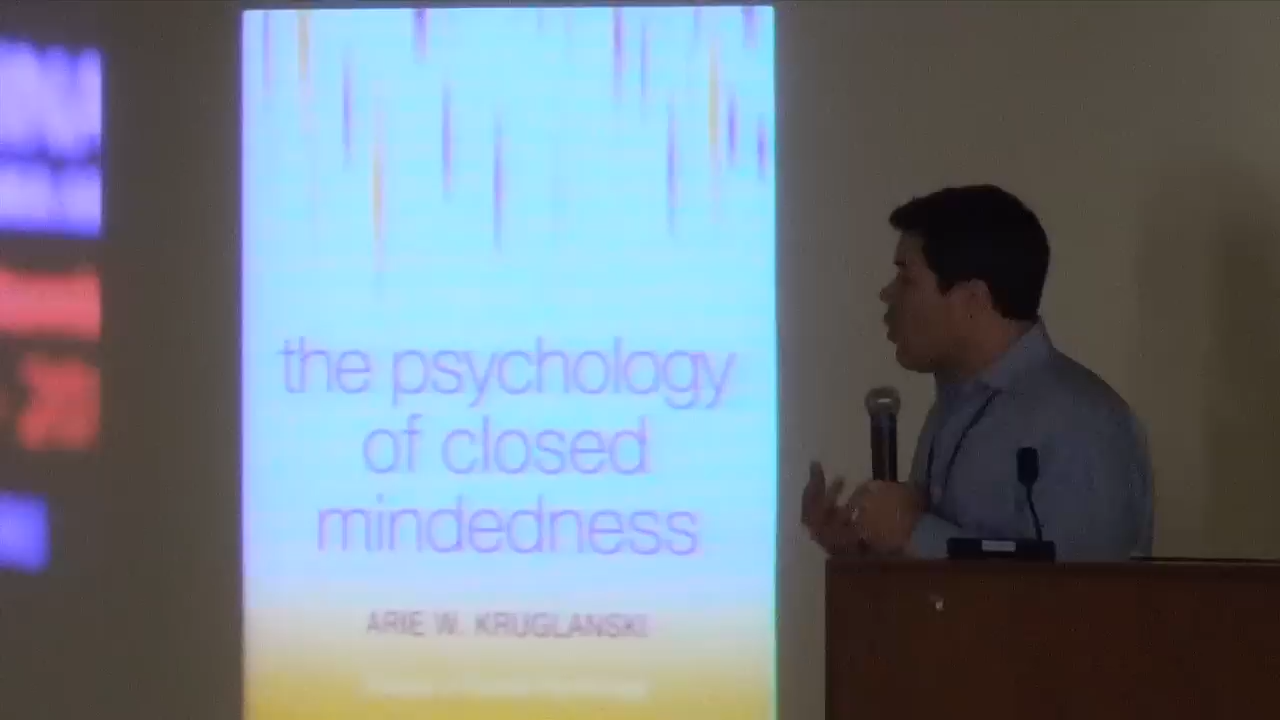 the psychology
of closed
mindedness
ARIE W. KRUGLANSKI